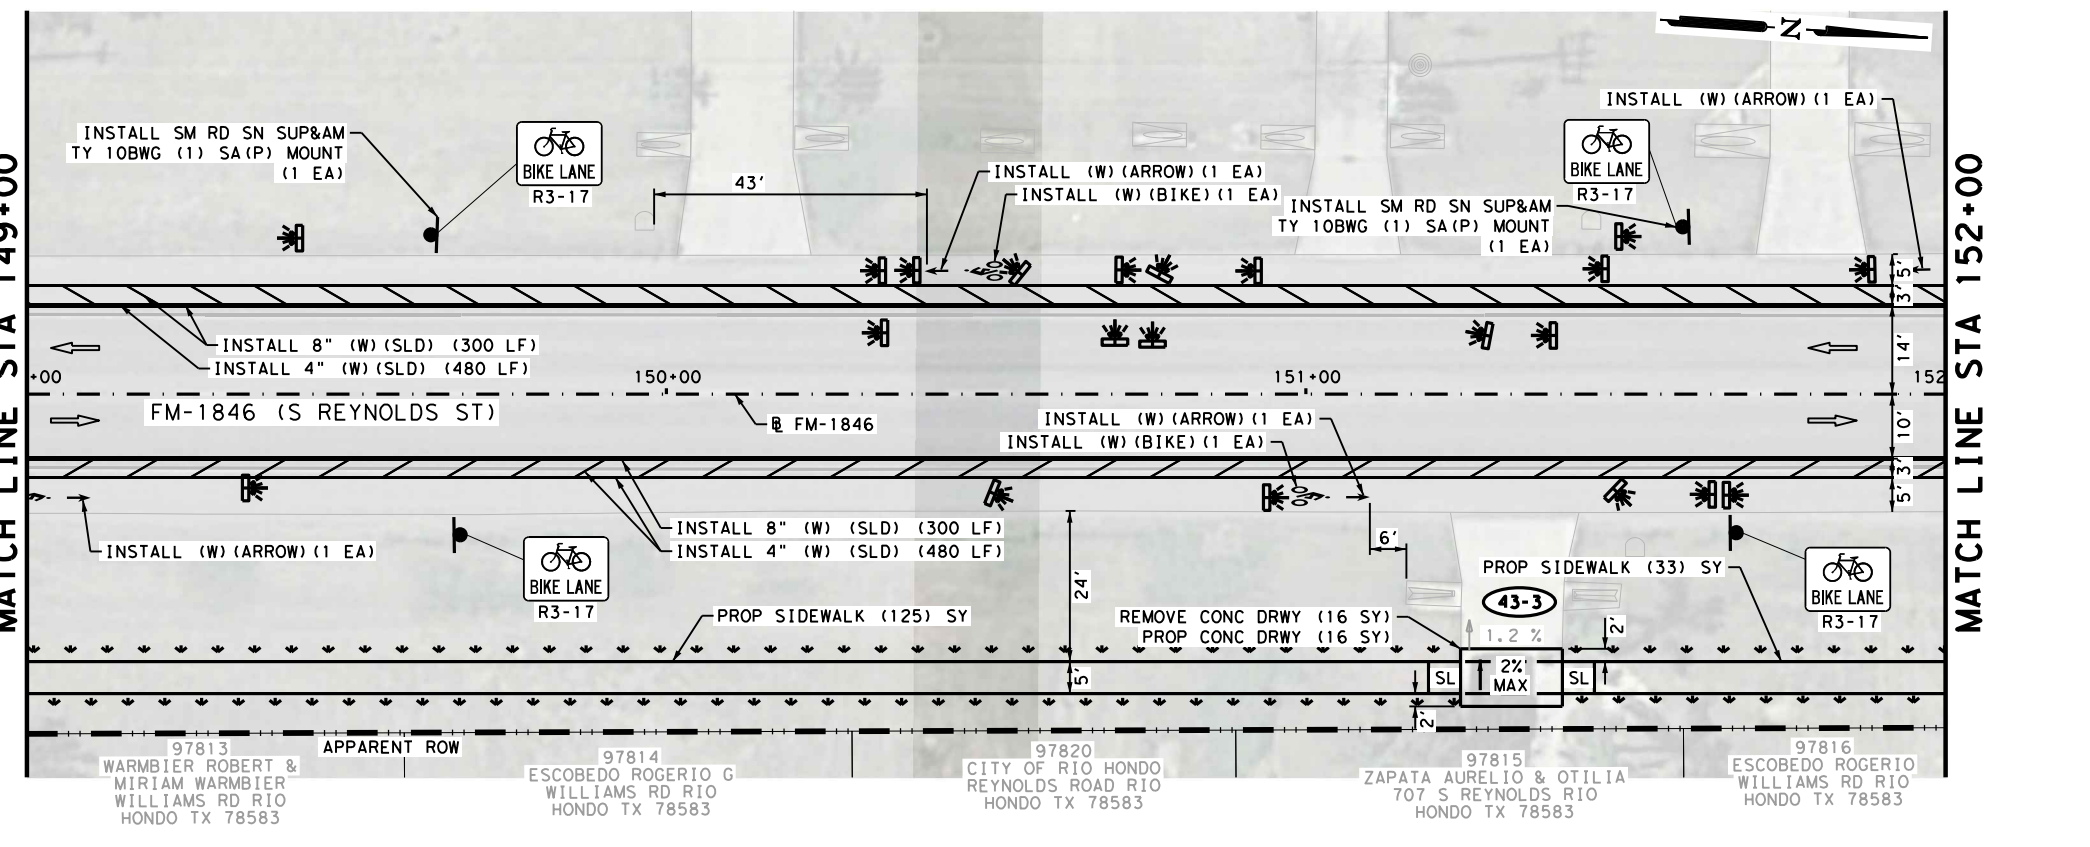 MATCH LINE STA 149+00
N
INSTALL (W)(ARROW)(1 EA)
INSTALL SM RD SN SUP&AM
TY 10BWG (1) SA(P) MOUNT
(1 EA)
BIKE LANE
R3-17
43'
INSTALL (W)(ARROW)(1 EA)
INSTALL (W)(BIKE)(1 EA)
BIKE LANE
R3-17
INSTALL SM RD SN SUP&AM
TY 10BWG (1) SA(P) MOUNT
(1 EA)
5'
3'
14'
10'
3'
5'
INSTALL 8" (W)(SLD) (300 LF)
INSTALL 4" (W)(SLD) (480 LF)
+00
150+00
151+00
152
FM-1846 (S REYNOLDS ST)
B FM-1846
INSTALL (W)(ARROW)(1 EA)
INSTALL (W)(BIKE)(1 EA)
INSTALL 8" (W) (SLD) (300 LF)
INSTALL 4" (W) (SLD) (480 LF)
INSTALL (W)(ARROW)(1 EA)
BIKE LANE
R3-17
24'
6'
PROP SIDEWALK (33) SY
43-3
BIKE LANE
R3-17
PROP SIDEWALK (125) SY
REMOVE CONC DRWY (16 SY)
PROP CONC DRWY (16 SY)
1.2 %
2'
5'
SL
2%
MAX
SL
2'
APPARENT ROW
97813
WARMBIER ROBERT &
MIRIAM WARMBIER
WILLIAMS RD RIO
HONDO TX 78583
97814
ESCOBEDO ROGERIO G
WILLIAMS RD RIO
HONDO TX 78583
97820
CITY OF RIO HONDO
REYNOLDS ROAD RIO
HONDO TX 78583
97815
ZAPATA AURELIO & OTILIA
707 S REYNOLDS RIO
HONDO TX 78583
97816
ESCOBEDO ROGERIO
WILLIAMS RD RIO
HONDO TX 78583
MATCH LINE STA 152+00